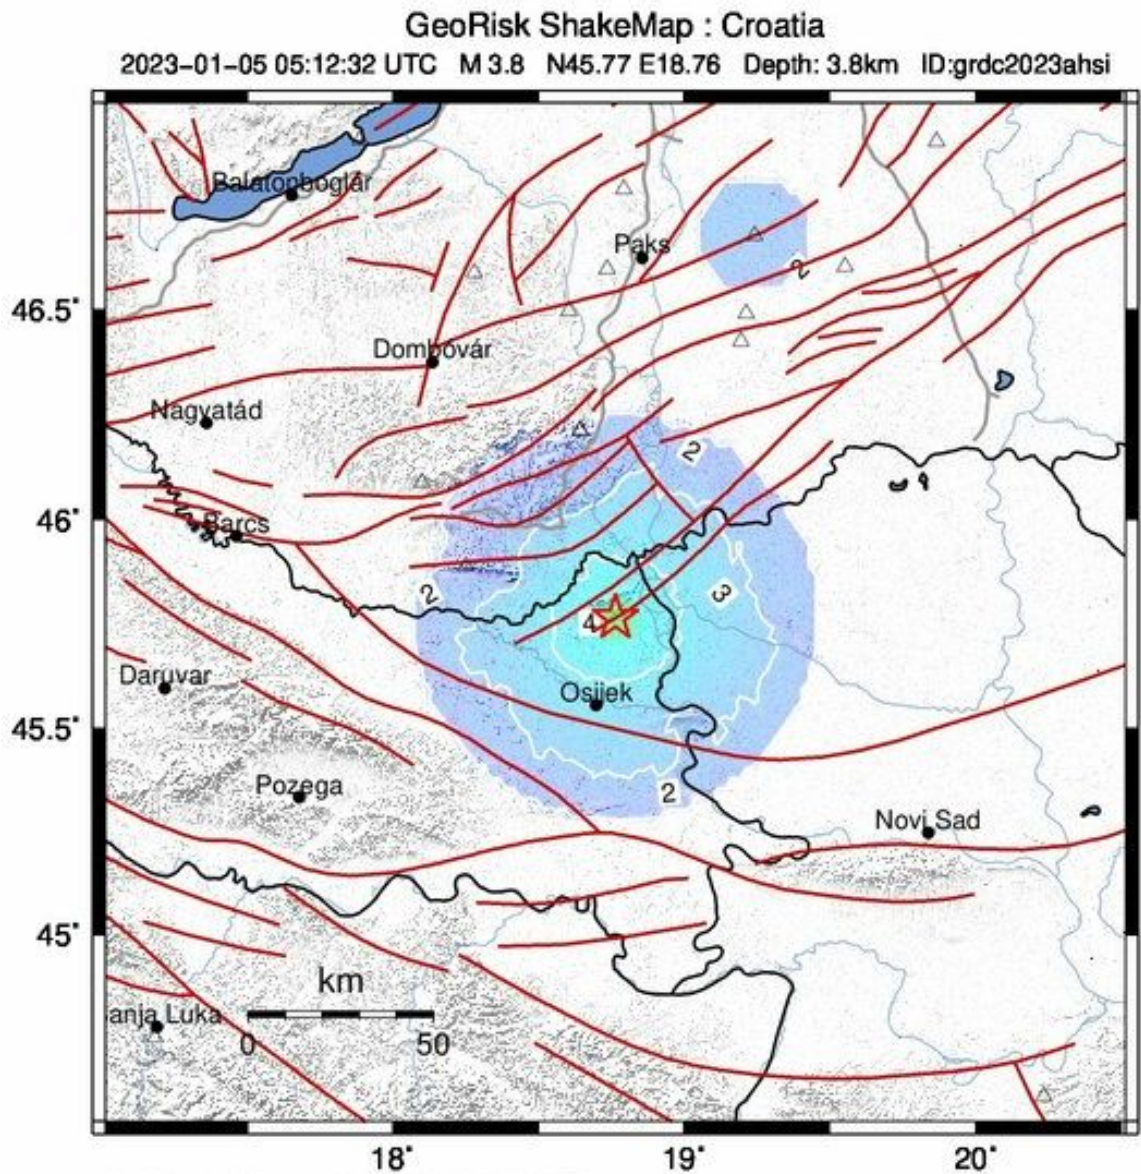 GeoRisk ShakeMap : Croatia
2023-01-05 05:12:32 UTC M 3.8 N45.77 E18.76 Depth: 3.8km ID:grdc2023ahsi
Balatonboglár
Paks
2
46.5°
Dombóvár
Nagyatád
2
46°
Barcs
2
3
4
Daruvar
Osijek
45.5°
Pozega
2
Novi Sad
45°
km
anja Luka
0 50
18° 19° 20°